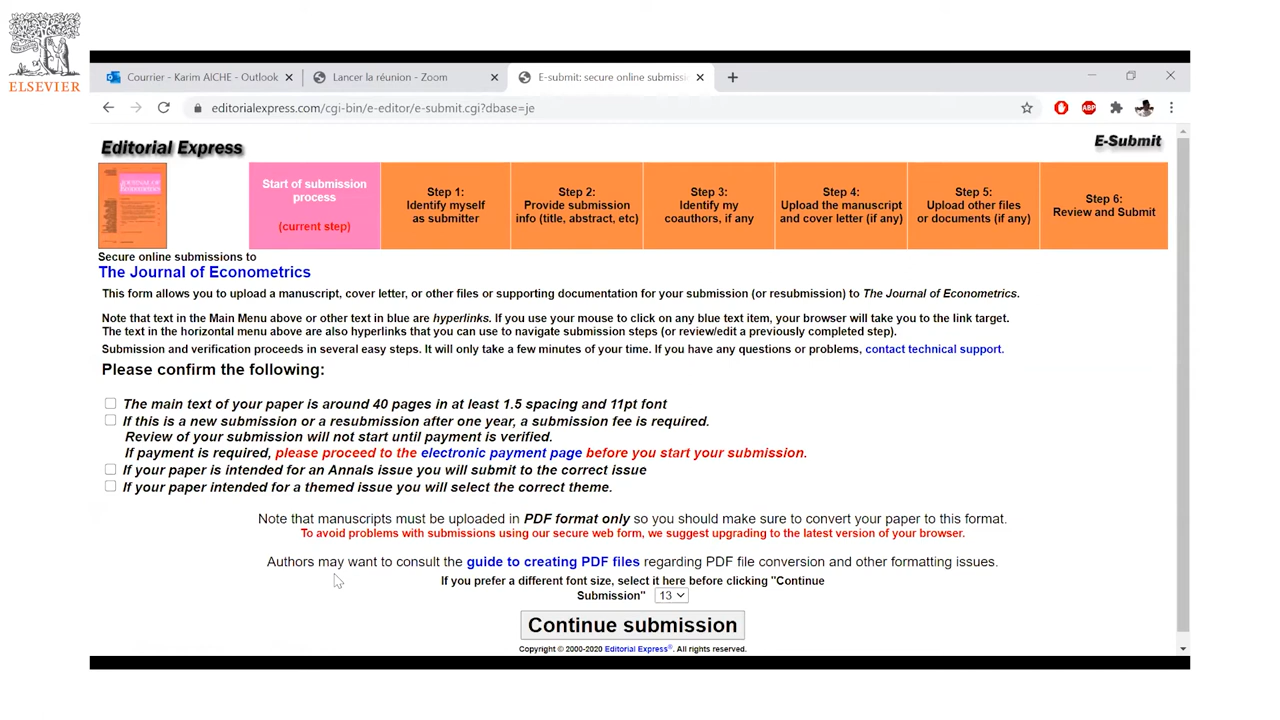 ELSEVIER
Courrier - Karim AICHE - Outlook
Lancer la réunion - Zoom
E-submit: secure online submissi
editorialexpress.com/cgi-bin/e-editor/e-submit.cgi?dbase=je
ABP
Editorial Express
E-Submit
Start of submission
process
(current step)
Step 1:
Identify myself
as submitter
Step 2:
Provide submission
info (title, abstract, etc)
Step 3:
Identify my
coauthors, if any
Step 4:
Upload the manuscript
and cover letter (if any)
Step 5:
Upload other files
or documents (if any)
Step 6:
Review and Submit
Secure online submissions to
The Journal of Econometrics
This form allows you to upload a manuscript, cover letter, or other files or supporting documentation for your submission (or resubmission) to The Journal of Econometrics.
Note that text in the Main Menu above or other text in blue are hyperlinks. If you use your mouse to click on any blue text item, your browser will take you to the link target.
The text in the horizontal menu above are also hyperlinks that you can use to navigate submission steps (or review/edit a previously completed step).
Submission and verification proceeds in several easy steps. It will only take a few minutes of your time. If you have any questions or problems, contact technical support.
Please confirm the following:
The main text of your paper is around 40 pages in at least 1.5 spacing and 11pt font
If this is a new submission or a resubmission after one year, a submission fee is required.
Review of your submission will not start until payment is verified.
If payment is required, please proceed to the electronic payment page before you start your submission.
If your paper is intended for an Annals issue you will submit to the correct issue
If your paper intended for a themed issue you will select the correct theme.
Note that manuscripts must be uploaded in PDF format only so you should make sure to convert your paper to this format.
To avoid problems with submissions using our secure web form, we suggest upgrading to the latest version of your browser.
Authors may want to consult the guide to creating PDF files regarding PDF file conversion and other formatting issues.
If you prefer a different font size, select it here before clicking "Continue
Submission" 13
Continue submission
Copyright © 2000-2020 Editorial Express®. All rights reserved.